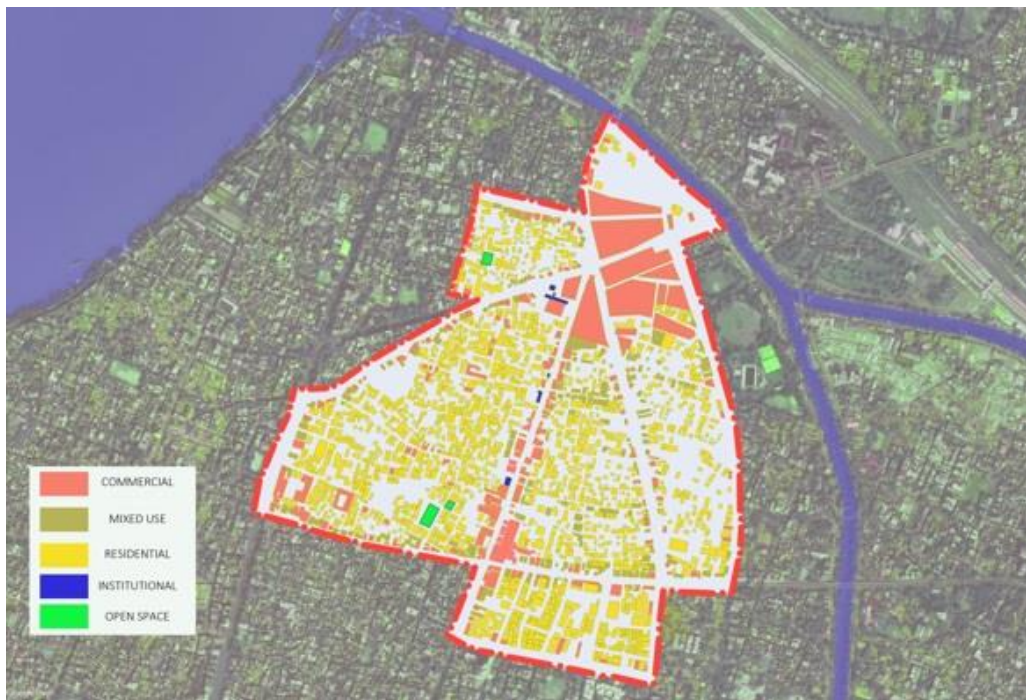 COMMERCIAL
MIXED USE
RESIDENTIAL
INSTITUTIONAL
OPEN SPACE